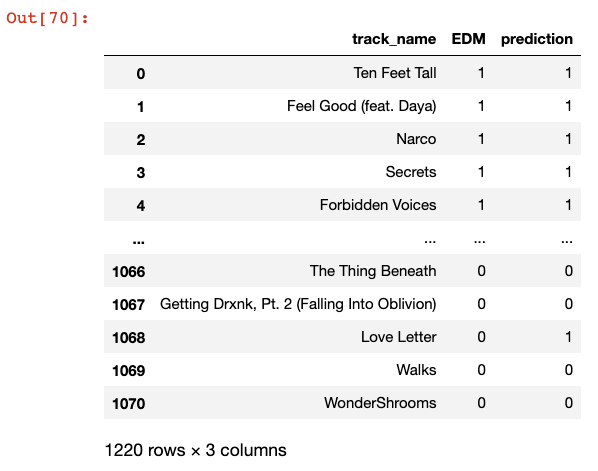 Out[70]:
track_name EDM prediction
0 Ten Feet Tall 1 1
1 Feel Good (feat. Daya) 1 1
2 Narco 1 1
3 Secrets 1 1
4 Forbidden Voices 1 1
... ... ... ...
1066 The Thing Beneath 0 0
1067 Getting Drxnk, Pt. 2 (Falling Into Oblivion) 0 0
1068 Love Letter 0 1
1069 Walks 0 0
1070 WonderShrooms 0 0
1220 rows × 3 columns